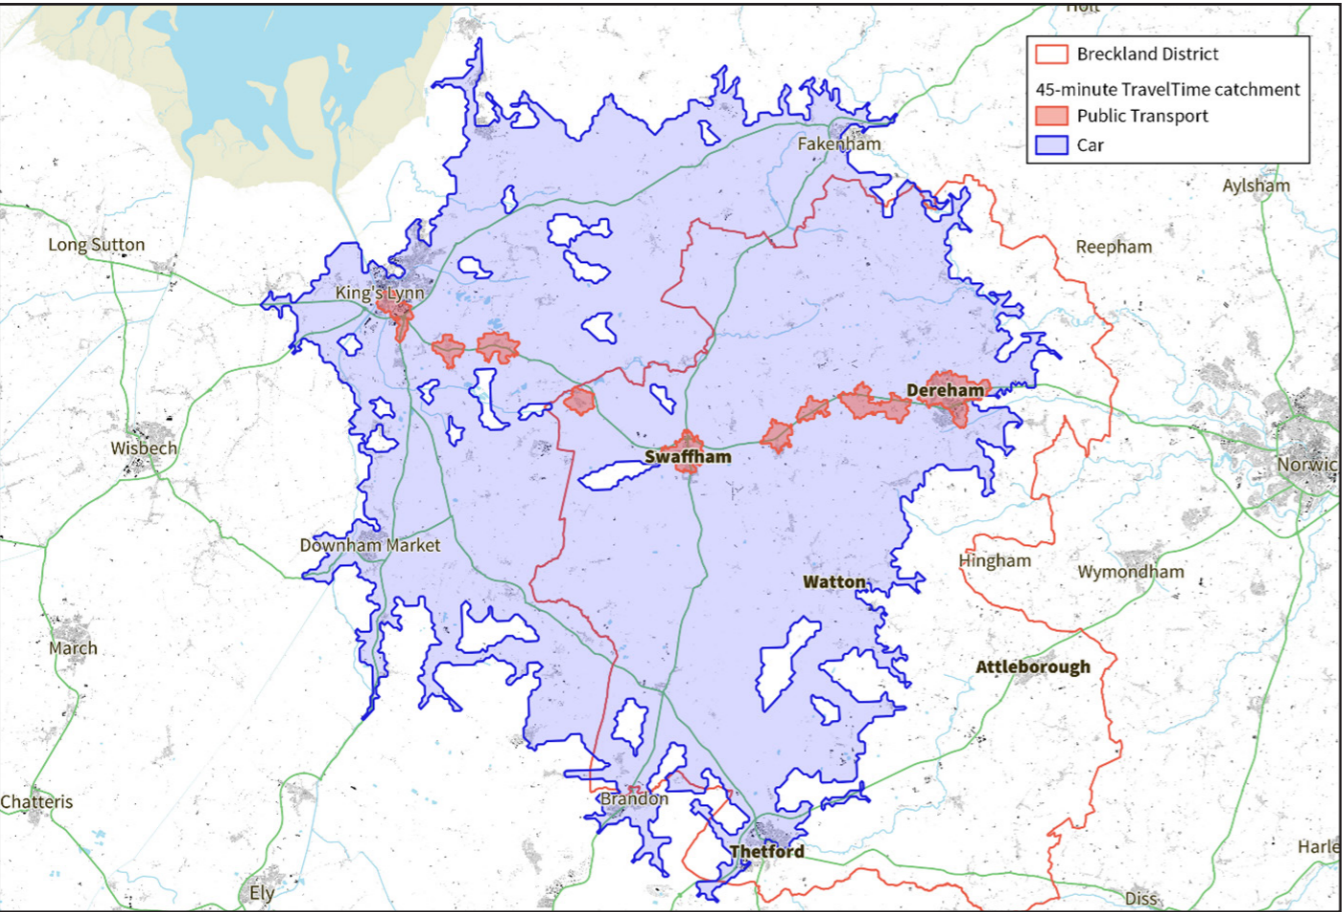 Holt
Breckland District
45-minute TravelTime catchment
Public Transport
Car
Fakenham
Aylsham
Long Sutton
Reepham
King's Lynn
Dereham
Wisbech
Swaffham
Norwic
Downham Market
Hingham
Wymondham
Watton
March
Attleborough
Chatteris
Brandon
Thetford
Harle
Ely
Diss